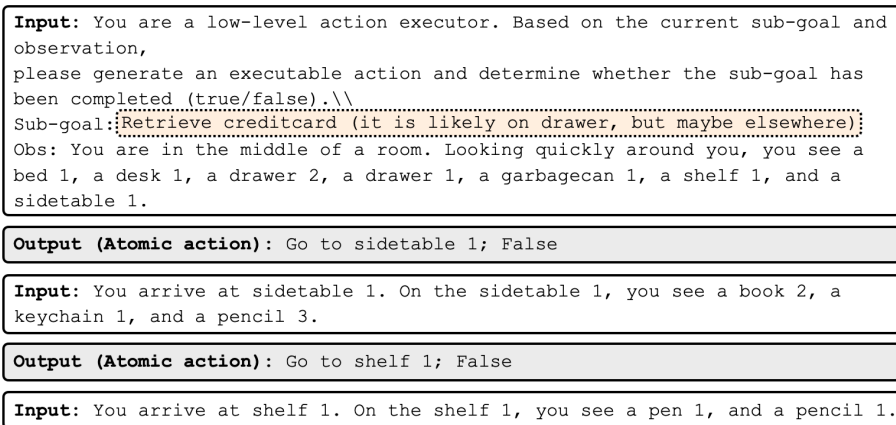 Input: You are a low-level action executor. Based on the current sub-goal and
observation,
please generate an executable action and determine whether the sub-goal has
been completed (true/false).\\
Sub-goal: Retrieve creditcard (it is likely on drawer, but maybe elsewhere)
Obs: You are in the middle of a room. Looking quickly around you, you see a
bed 1, a desk 1, a drawer 2, a drawer 1, a garbagecan 1, a shelf 1, and a
sidetable 1.
Output (Atomic action): Go to sidetable 1; False
Input: You arrive at sidetable 1. On the sidetable 1, you see a book 2, a
keychain 1, and a pencil 3.
Output (Atomic action): Go to shelf 1; False
Input: You arrive at shelf 1. On the shelf 1, you see a pen 1, and a pencil 1.